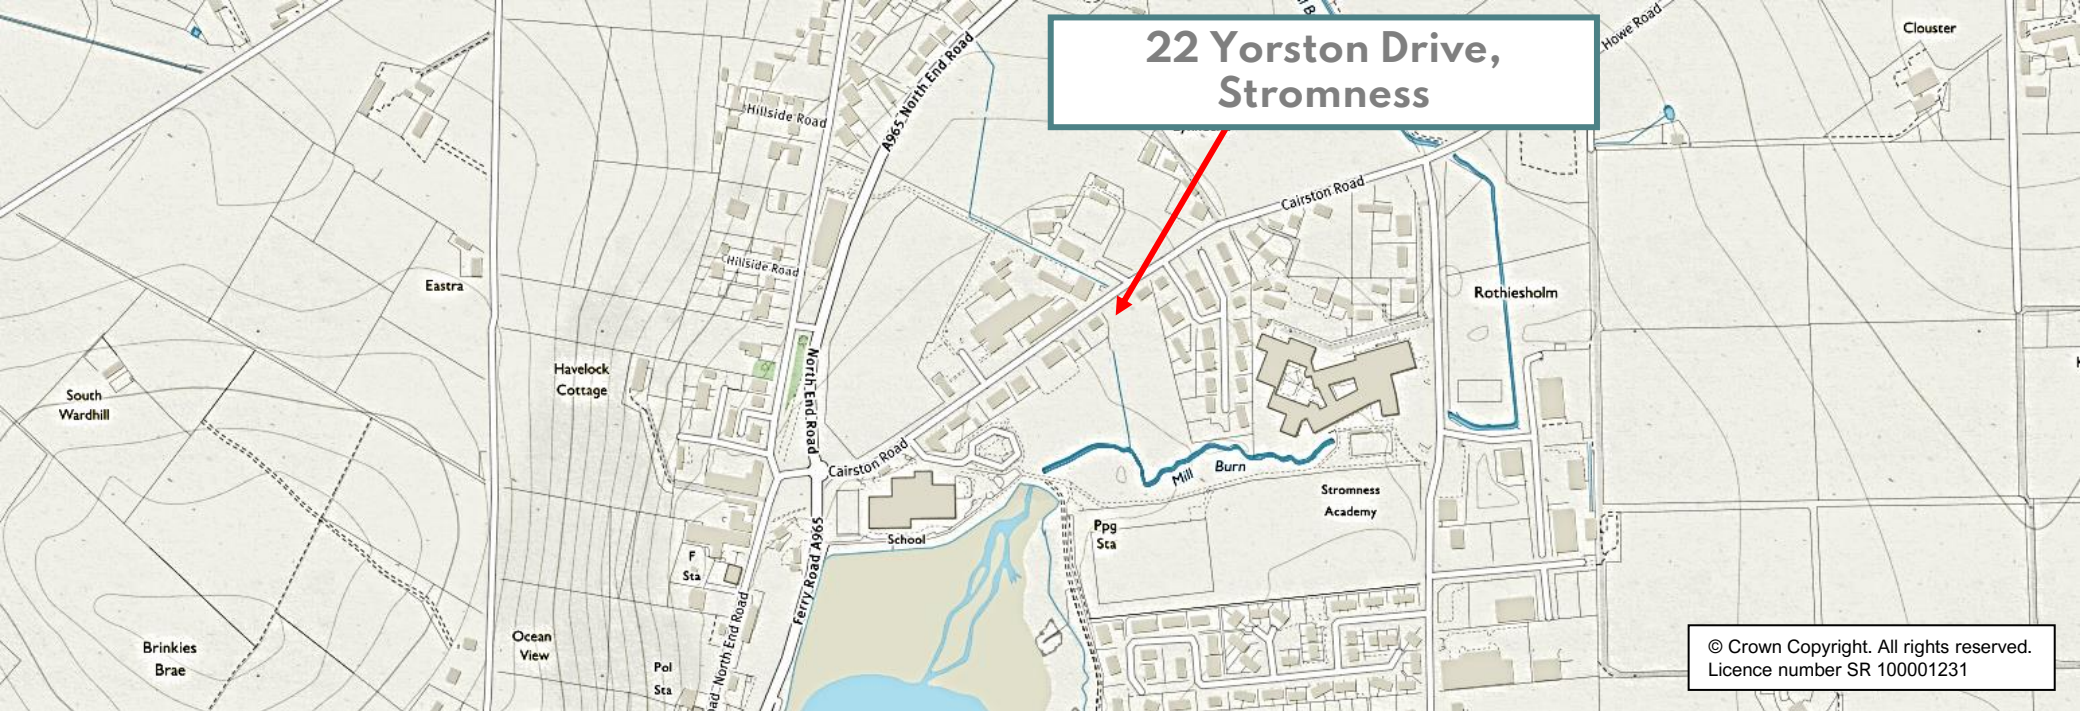 22 Yorston Drive,
Stromness
Howe Road
Clouster
A965 North End Road
Hillside Road
Cairston Road
Hillside Road
Eastra
Rothiesholm
Havelock
Cottage
North End Road
South
Wardhill
Cairston Road
Mill Burn
Stromness
Academy
School
Ppg
Sta
F
Sta
Ferry Road A965
North End Road
Ocean
View
Brinkies
Brae
Pol
Sta
© Crown Copyright. All rights reserved.
Licence number SR 100001231